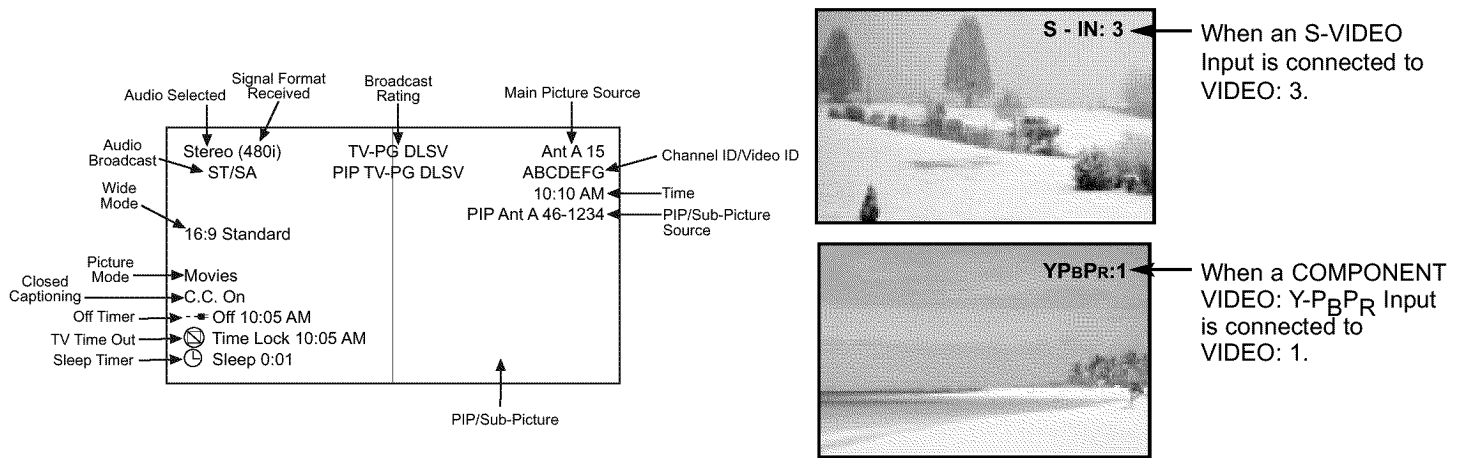 Signal Format
Received
Broadcast
Rating
Audio Selected
Main Picture Source
Audio
Broadcast
Stereo (480i)
TV-PG DLSV
Ant A 15
ST/SA
PIP TV-PG DLSV
ABCDEFG
Channel ID/Video ID
Wide
Mode
10:10 AM
Time
PIP Ant A 46-1234
PIP/Sub-Picture
Source
16:9 Standard
Picture
Mode
Movies
Closed
Captioning
C.C. On
Off Timer
Off 10:05 AM
TV Time Out
Time Lock 10:05 AM
Sleep Timer
Sleep 0:01
PIP/Sub-Picture
S - IN: 3
When an S-VIDEO
Input is connected to
VIDEO: 3.
YPBPR:1
When a COMPONENT
VIDEO: Y-PBPR Input
is connected to
VIDEO: 1.